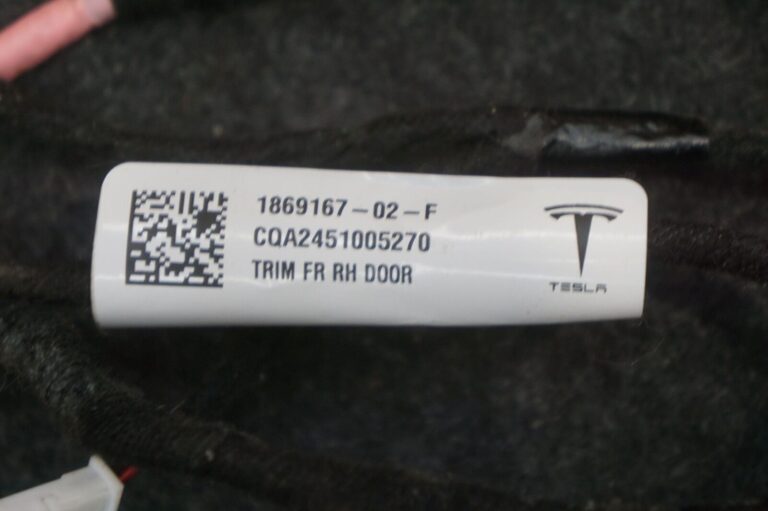 1869167-02-F
CQA2451005270
TRIM FR RH DOOR
TESLA